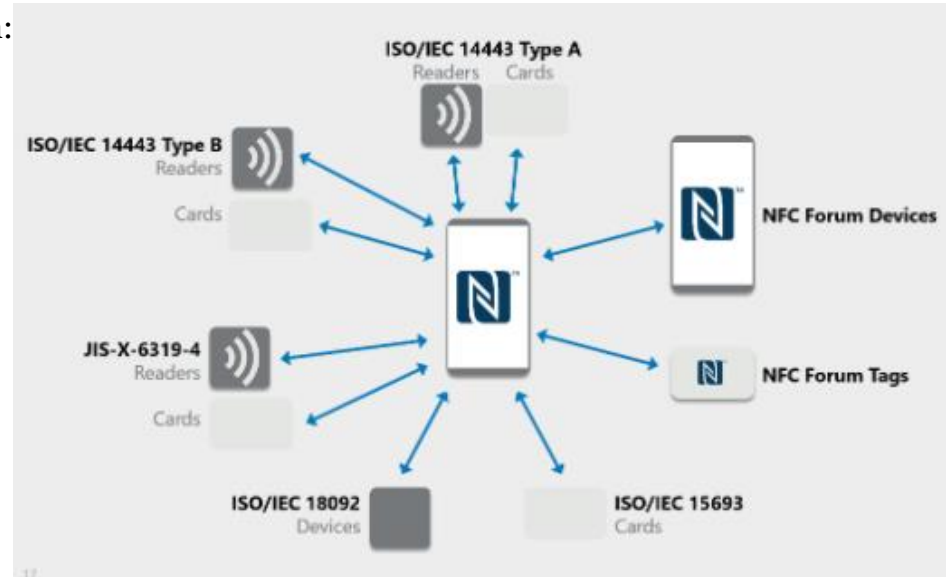 ı:
ISO/IEC 14443 Type A
Readers Cards
ISO/IEC 14443 Type B
Readers
Cards
NFC Forum Devices
JIS-X-6319-4
Readers
Cards
NFC Forum Tags
ISO/IEC 18092
Devices
ISO/IEC 15693
Cards
17